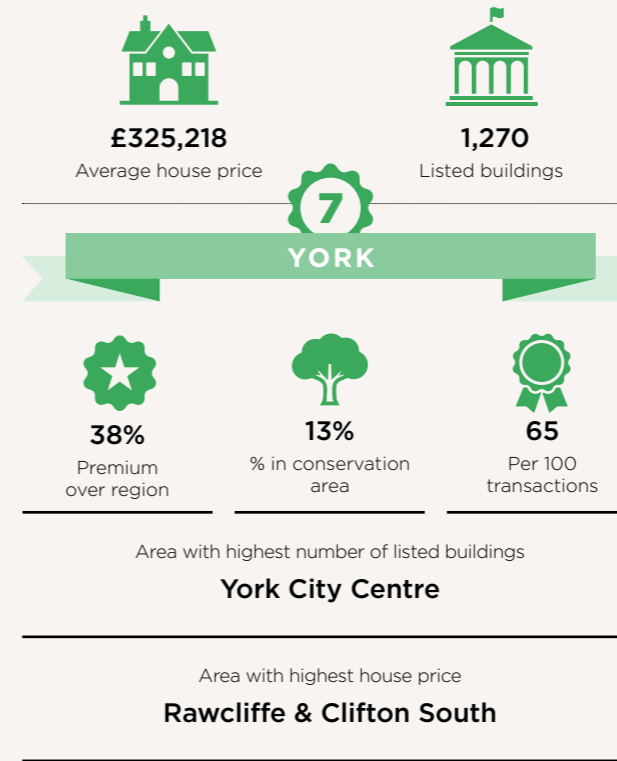 £325,218
Average house price
1,270
Listed buildings
7
YORK
38%
Premium
over region
13%
% in conservation
area
65
Per 100
transactions
Area with highest number of listed buildings
York City Centre
Area with highest house price
Rawcliffe & Clifton South